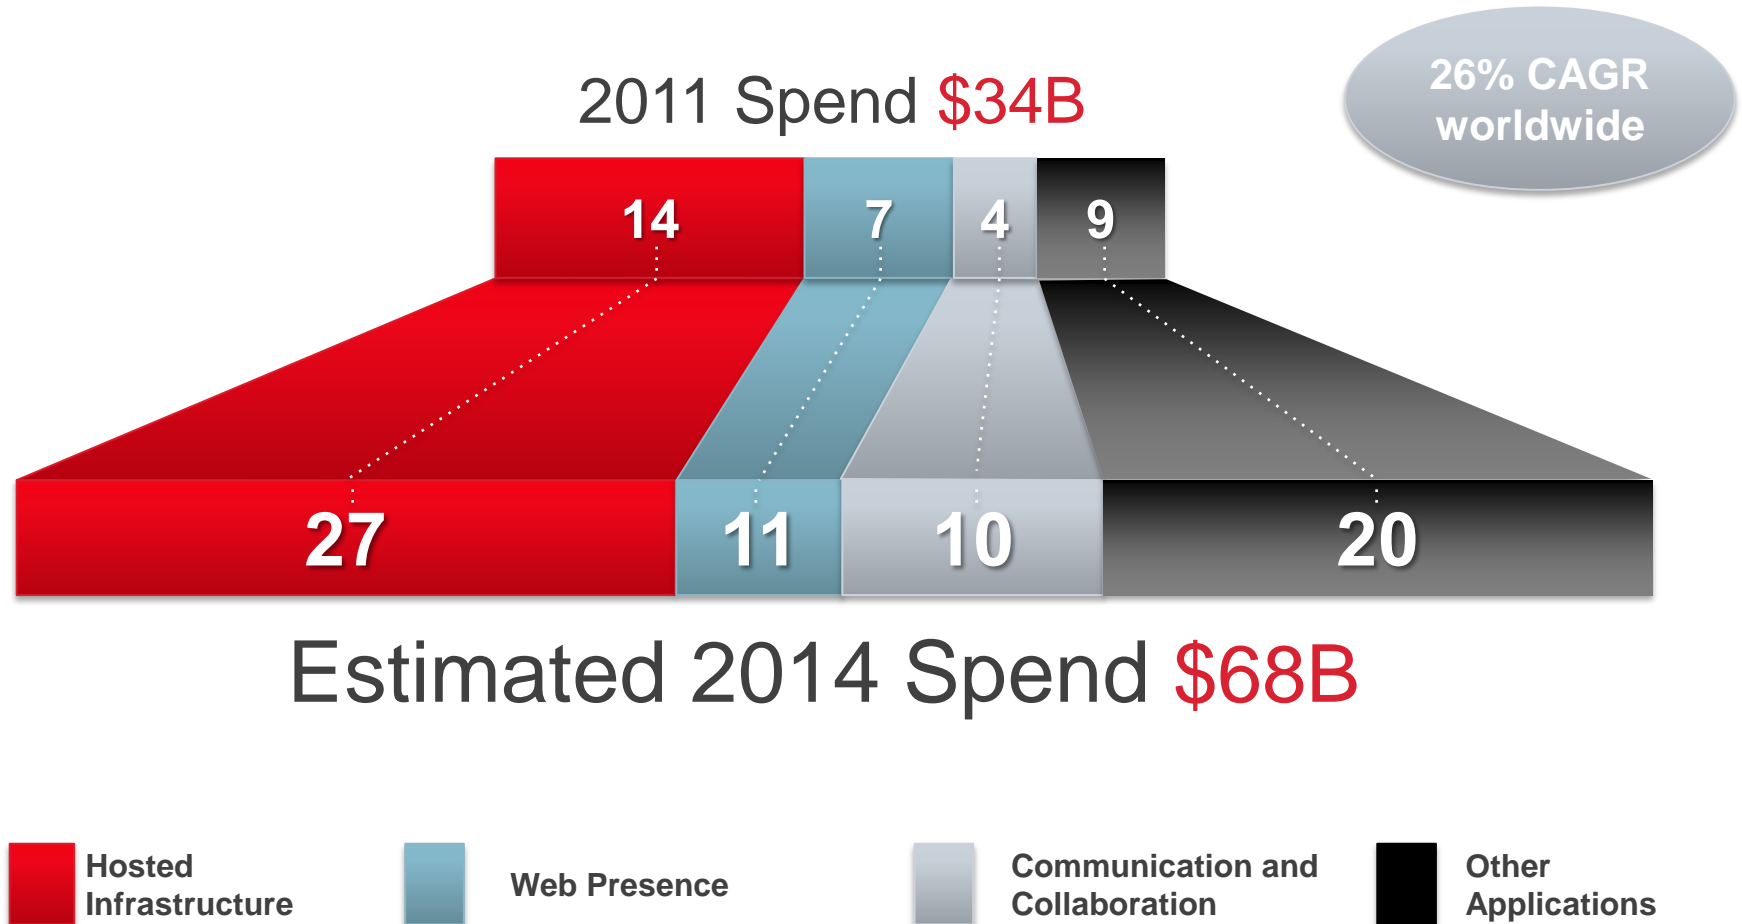 26% CAGR
worldwide
2011 Spend $34B
14 7 4 9
27 11 10 20
Estimated 2014 Spend $68B
Hosted
Infrastructure
Web Presence
Communication and
Collaboration
Other
Applications